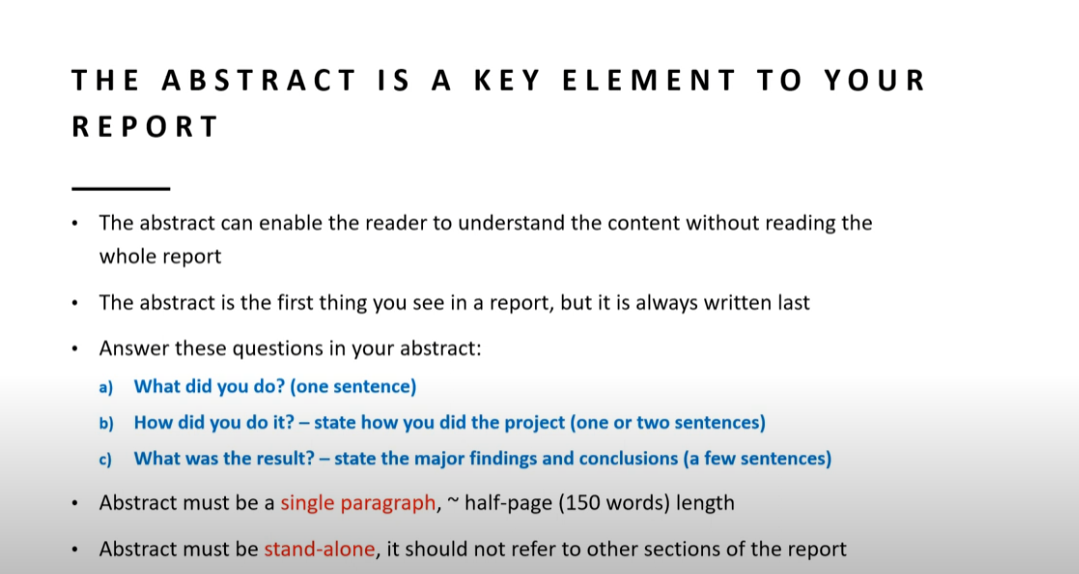 THE ABSTRACT IS A KEY ELEMENT TO YOUR
REPORT
• The abstract can enable the reader to understand the content without reading the
whole report
• The abstract is the first thing you see in a report, but it is always written last
• Answer these questions in your abstract:
a) What did you do? (one sentence)
b) How did you do it? – state how you did the project (one or two sentences)
c) What was the result? – state the major findings and conclusions (a few sentences)
• Abstract must be a single paragraph, ~ half-page (150 words) length
• Abstract must be stand-alone, it should not refer to other sections of the report